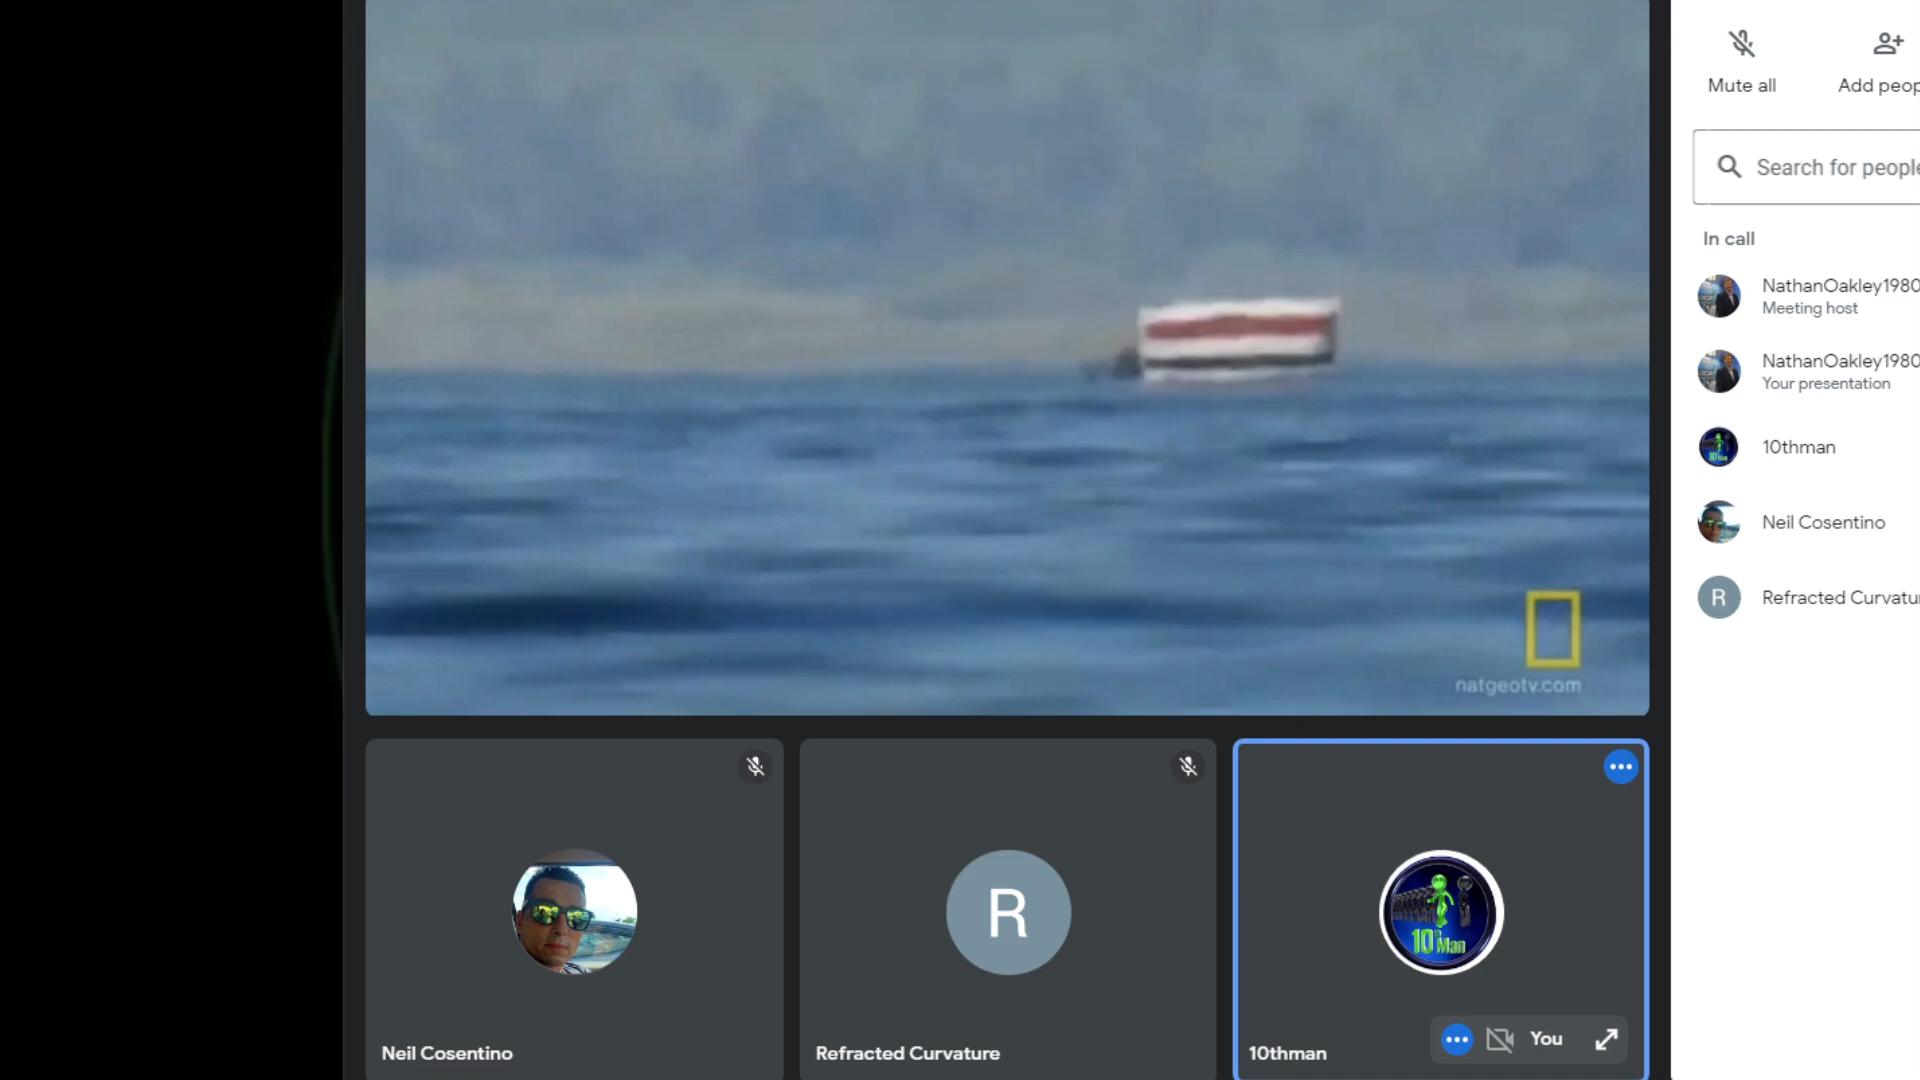 Mute all
Add peop
Search for people
In call
NathanOakley1980
Meeting host
NathanOakley1980
Your presentation
10thman
Neil Cosentino
R
Refracted Curvatu
natgeotv.com
R
10th Man
Neil Cosentino
Refracted Curvature
10thman
You